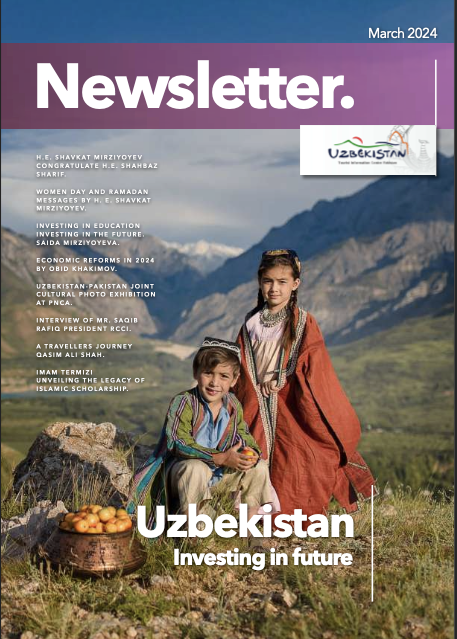 March 2024
Newsletter.
UZBEKISTAN
H.E. SHAVKAT MIRZIYOYEV
CONGRATULATE H.E. SHAHBAZ
SHARIF.
WOMEN DAY AND RAMADAN
MESSAGES BY H. E. SHAVKAT
MIRZIYOYEV.
INVESTING IN EDUCATION
INVESTING IN THE FUTURE.
SAIDA MIRZIYOYEVA.
ECONOMIC REFORMS IN 2024
BY OBID KHAKIMOV.
UZBEKISTAN-PAKISTAN JOINT
CULTURAL PHOTO EXHIBITION
AT PNCA.
INTERVIEW OF MR. SAQIB
RAFIQ PRESIDENT RCCI.
A TRAVELLERS JOURNEY
QASIM ALI SHAH.
IMAM TERMIZI
UNVEILING THE LEGACY OF
ISLAMIC SCHOLARSHIP.
Uzbekistan
Investing in future